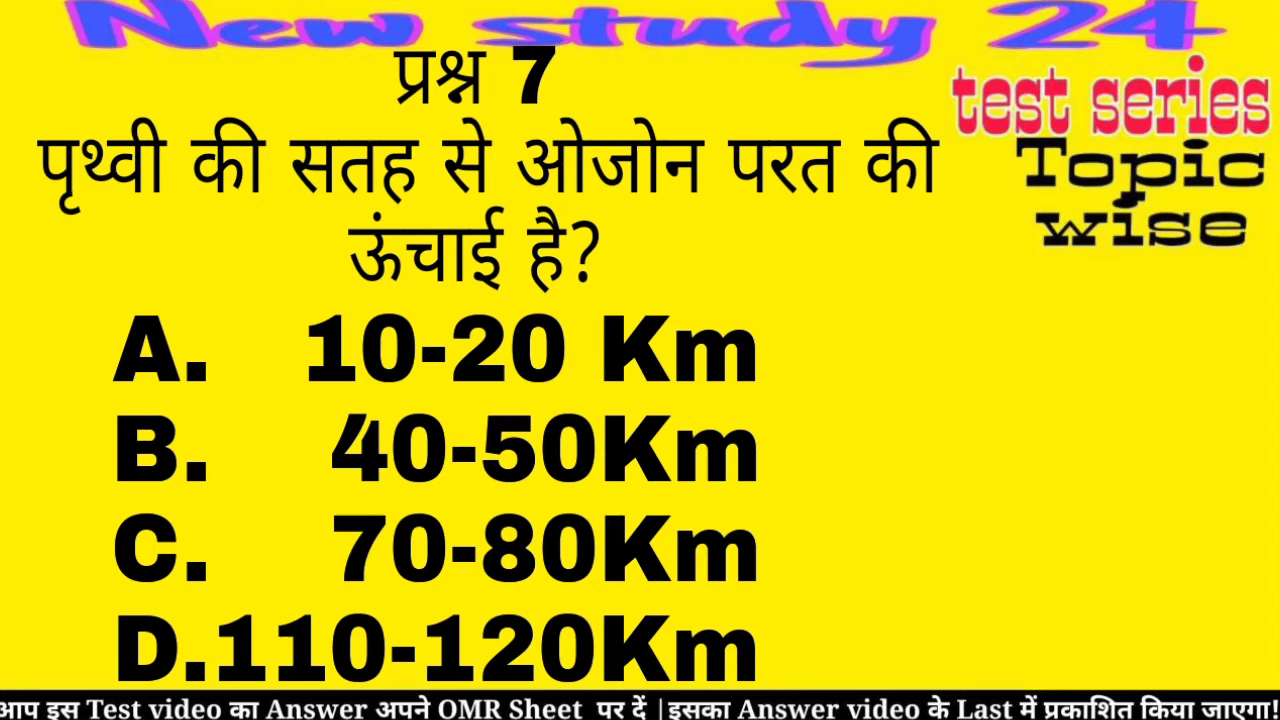 New study 24
प्रश्न 7
पृथ्वी की सतह से ओजोन परत की
ऊंचाई है?
test series
Topic
wise
A. 10-20 Km
B. 40-50Km
C. 70-80Km
D.110-120Km
आप इस Test video का Answer अपने OMR Sheet पर दें |इसका Answer video के Last में प्रकाशित किया जाएगा!